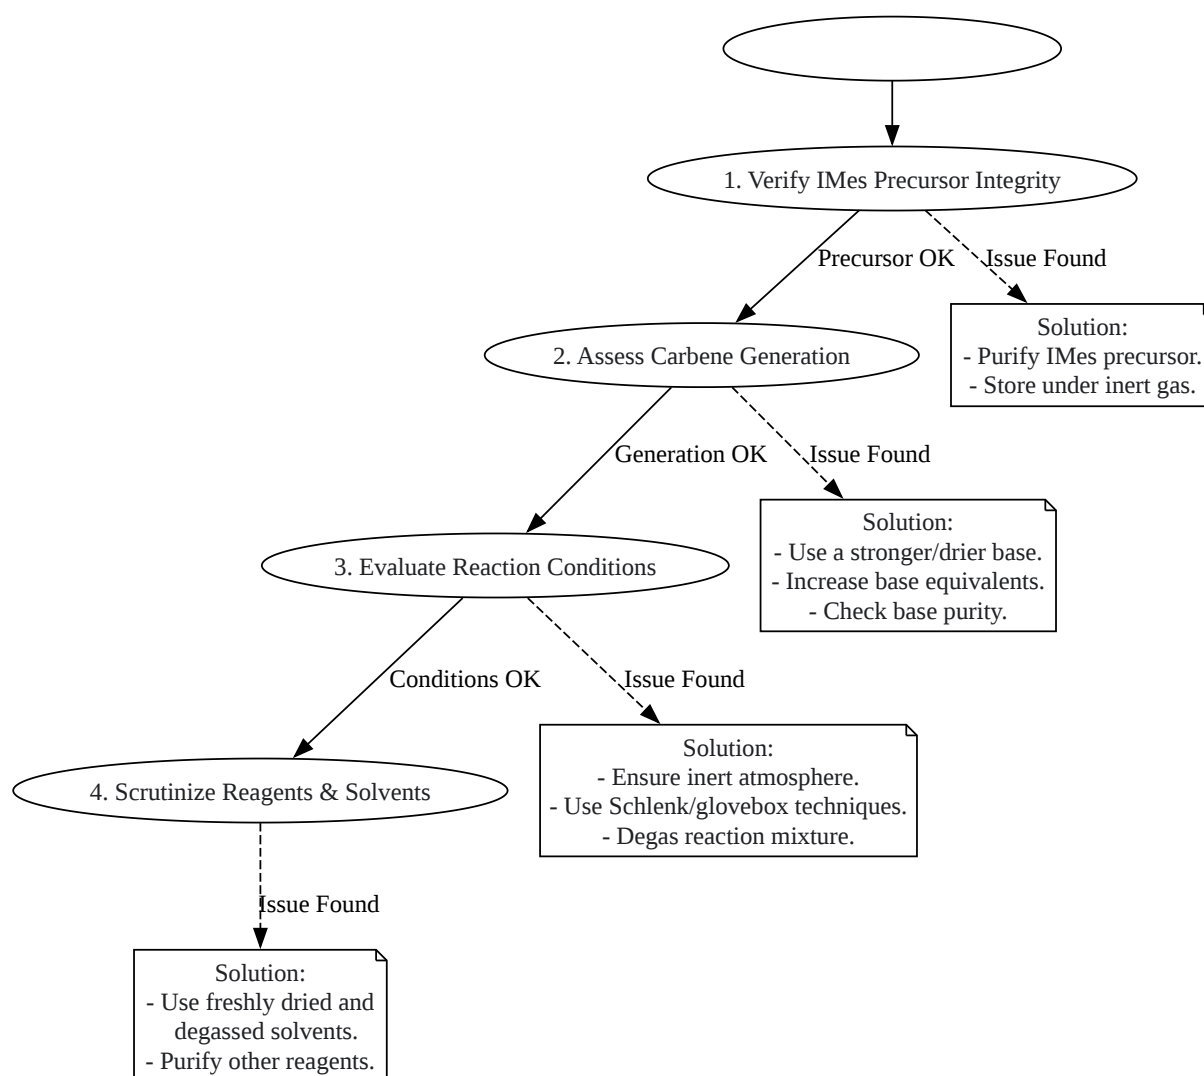 1. Verify IMes Precursor Integrity
Precursor OK
Issue Found
Solution:
- Purify IMes precursor.
- Store under inert gas.
2. Assess Carbene Generation
Generation OK
Issue Found
Solution:
- Use a stronger/drier base.
- Increase base equivalents.
- Check base purity.
3. Evaluate Reaction Conditions
Conditions OK
Issue Found
Solution:
- Ensure inert atmosphere.
- Use Schlenk/glovebox techniques.
- Degas reaction mixture.
4. Scrutinize Reagents & Solvents
Issue Found
Solution:
- Use freshly dried and
degassed solvents.
- Purify other reagents.